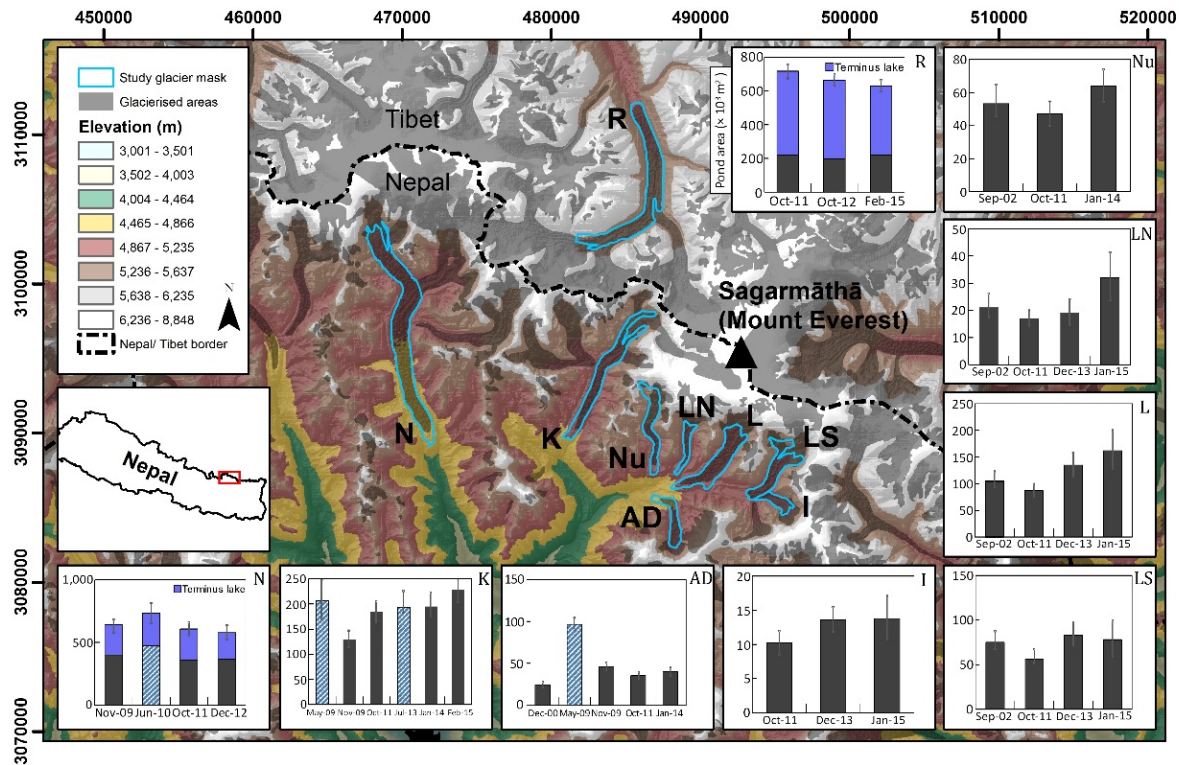 450000 460000 470000 480000 490000 500000 510000 520000
3110000
3100000
3090000
3080000
3070000
Study glacier mask
Glacierised areas
Elevation (m)
3,001 - 3,501
3,502 - 4,003
4,004 - 4,464
4,465 - 4,866
4,867 - 5,235
5,236 - 5,637
5,638 - 6,235
6,236 - 8,848
N
Nepal/ Tibet border
Tibet
Nepal
R
Sagarmāthā
(Mount Everest)
N
K
Nu
LN
L
LS
I
AD
Nepal
R
Terminus lake
Pond area (× 10³ m²)
800
600
400
200
0
Oct-11 Oct-12 Feb-15
Nu
80
60
40
20
0
Sep-02 Oct-11 Jan-14
LN
50
40
30
20
10
0
Sep-02 Oct-11 Dec-13 Jan-15
L
250
200
150
100
50
0
Sep-02 Oct-11 Dec-13 Jan-15
N
Terminus lake
1,000
500
0
Nov-09 Jun-10 Oct-11 Dec-12
K
250
200
150
100
50
0
May-09 Nov-09 Oct-11 Jul-13 Jan-14 Feb-15
AD
150
100
50
0
Dec-00 May-09 Nov-09 Oct-11 Jan-14
I
20
15
10
5
0
Oct-11 Dec-13 Jan-15
LS
150
100
50
0
Sep-02 Oct-11 Dec-13 Jan-15